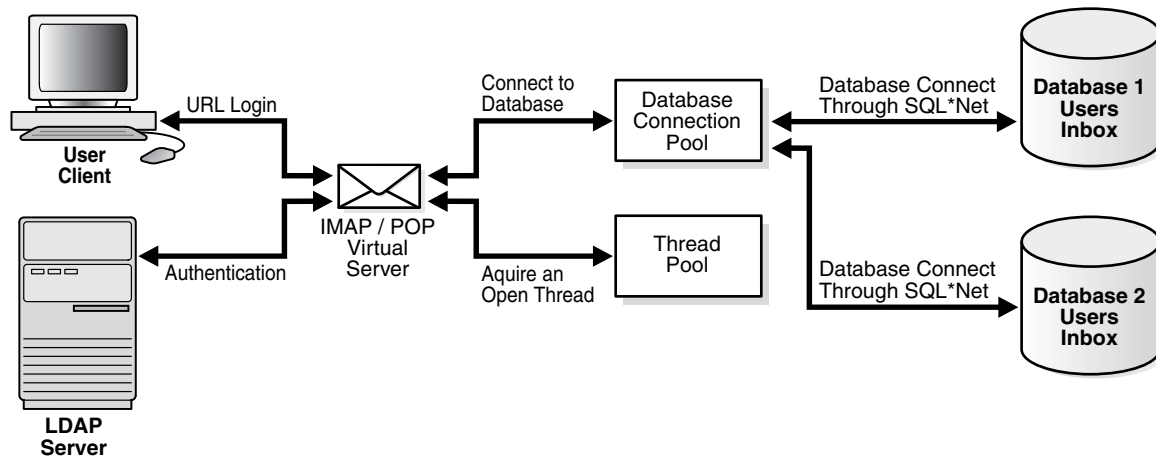 URL Login
User
Client
Authentication
LDAP
Server
IMAP / POP
Virtual
Server
Connect to
Database
Aquire an
Open Thread
Database
Connection
Pool
Thread
Pool
Database Connect
Through SQL*Net
Database Connect
Through SQL*Net
Database 1
Users
Inbox
Database 2
Users
Inbox